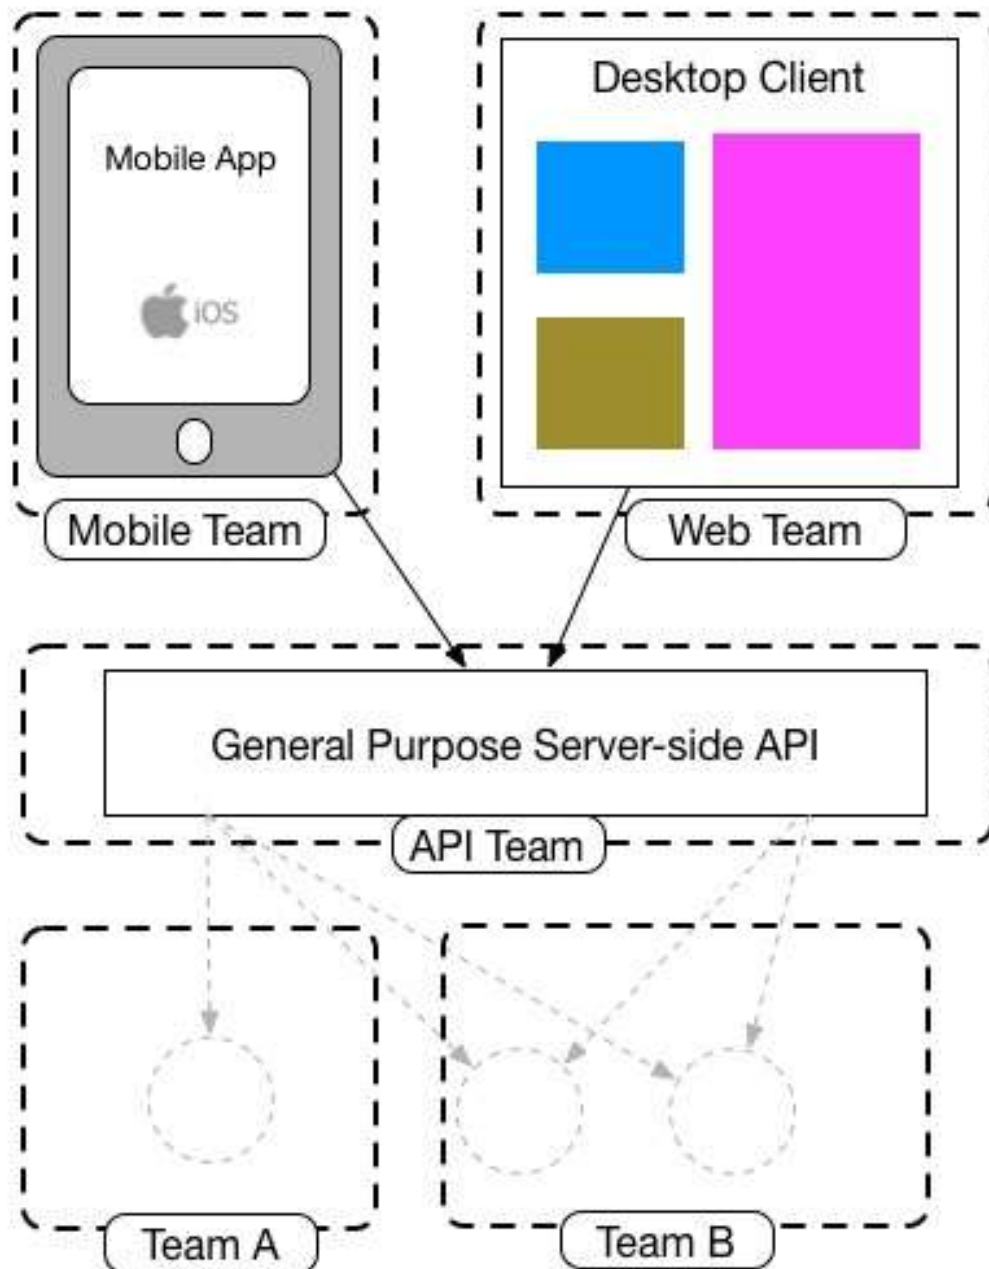 Desktop Client
Mobile App
iOS
Mobile Team
Web Team
General Purpose Server-side API
API Team
Team A
Team B